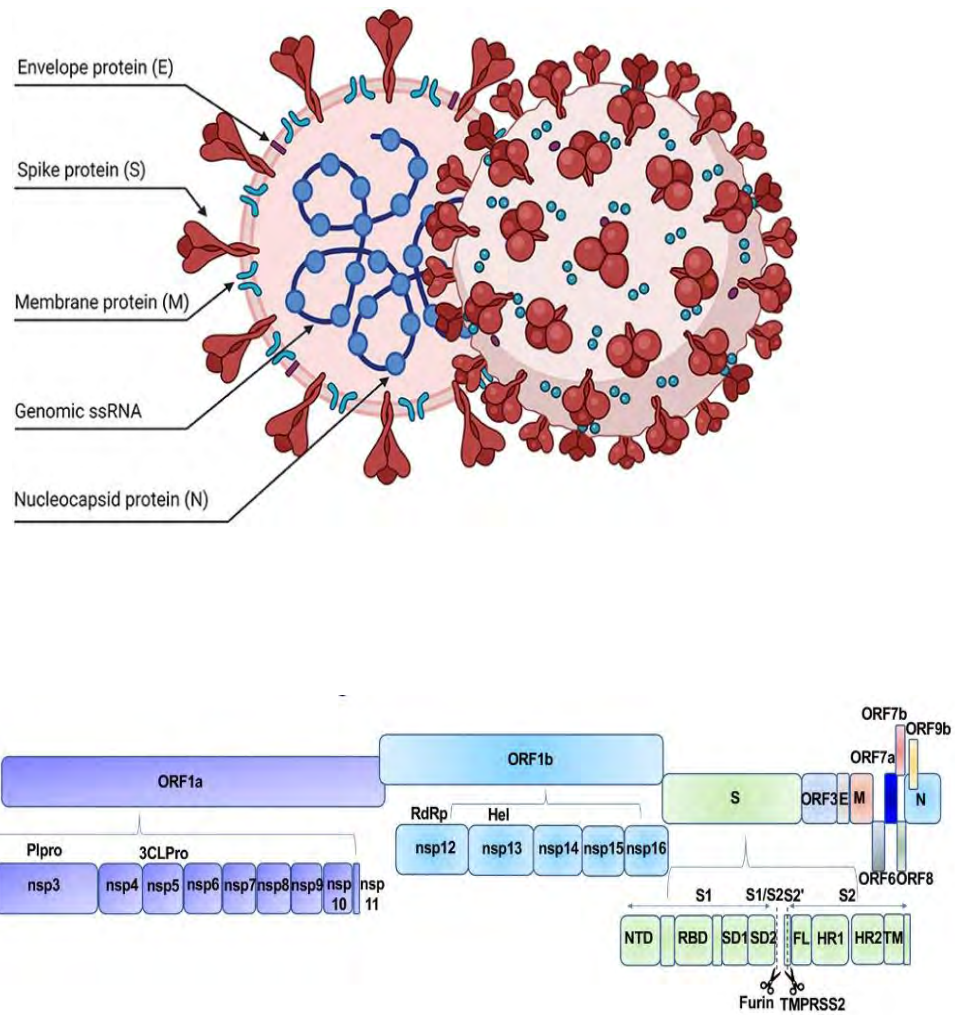 Envelope protein (E)
Spike protein (S)
Membrane protein (M)
Genomic ssRNA
Nucleocapsid protein (N)
ORF7b
ORF9b
ORF7a
ORF1a
ORF1b
S
ORF3
E
M
N
ORF6
ORF8
Plpro
3CLPro
nsp3
nsp4
nsp5
nsp6
nsp7
nsp8
nsp9
nsp
10
nsp
11
RdRp
Hel
nsp12
nsp13
nsp14
nsp15
nsp16
S1
S1/S2
S2'
S2
NTD
RBD
SD1
SD2
FL
HR1
HR2
TM
Furin
TMPRSS2